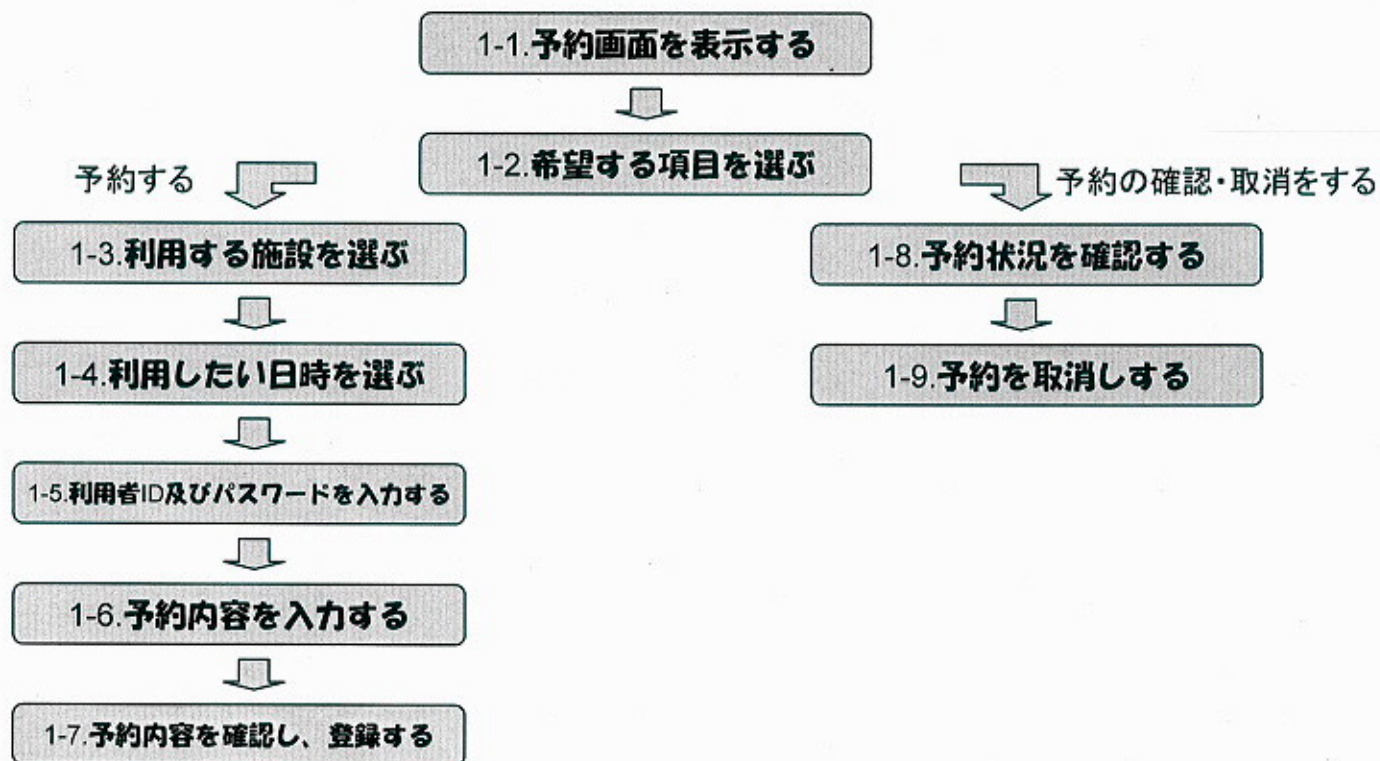 1-1.予約画面を表示する
1-2.希望する項目を選ぶ
予約する
予約の確認・取消をする
1-3.利用する施設を選ぶ
1-8.予約状況を確認する
1-4.利用したい日時を選ぶ
1-9.予約を取消しする
1-5.利用者ID及びパスワードを入力する
1-6.予約内容を入力する
1-7.予約内容を確認し、登録する